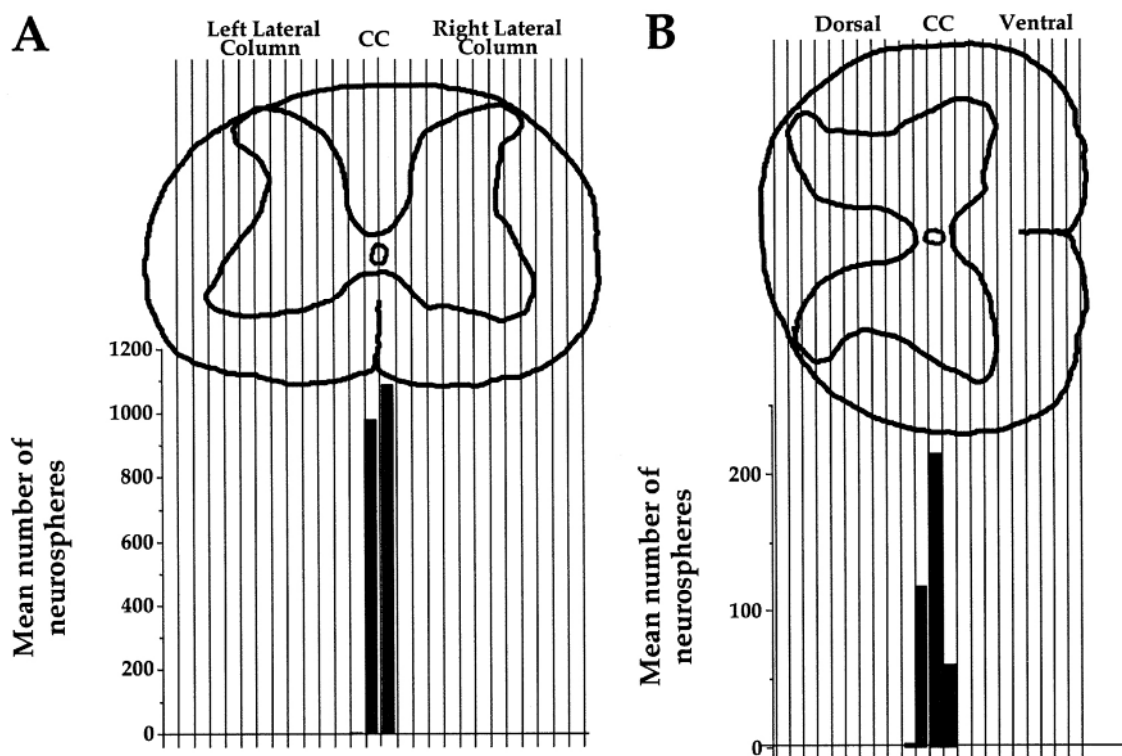 A
Left Lateral
Column
CC
Right Lateral
Column
1200
1000
800
600
400
200
0
Mean number of
neurospheres
B
Dorsal
CC
Ventral
200
100
0
Mean number of
neurospheres